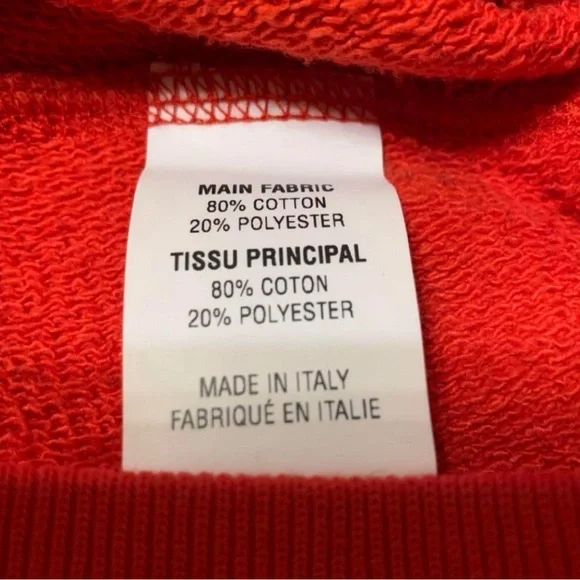 MAIN FABRIC
80% COTTON
20% POLYESTER
TISSU PRINCIPAL
80% COTON
20% POLYESTER
MADE IN ITALY
FABRIQUÉ EN ITALIE